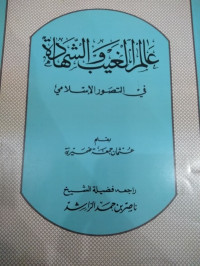 عالم الغيب والشهادة
في التصور الإسلامي
بقلم
عثمان جمعة ضميرية
راجعه فضيلة الشيخ
ناصر بن حمد الراشد